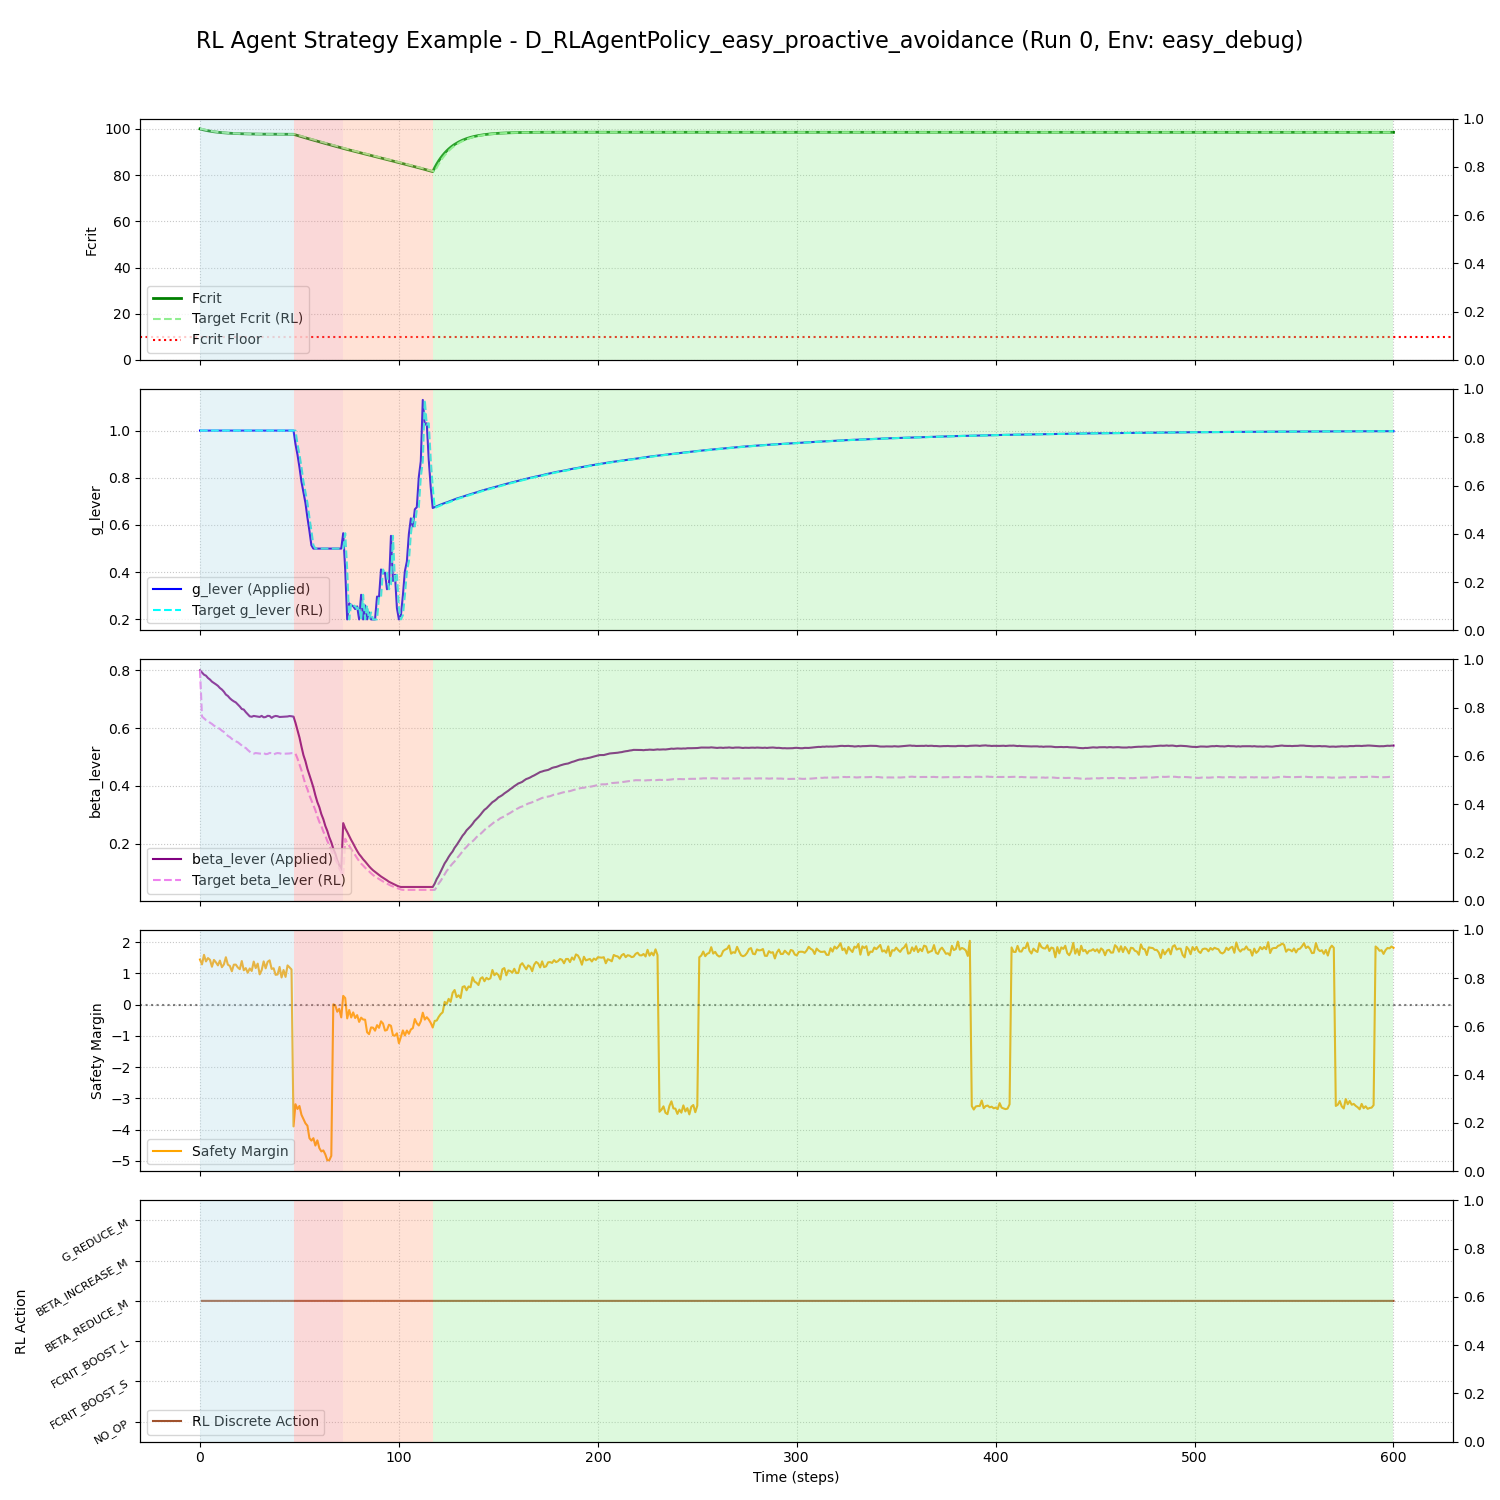 RL Agent Strategy Example - D_RLAgentPolicy_easy_proactive_avoidance (Run 0, Env: easy_debug)
Fcrit
100
80
60
40
20
0
Fcrit
Target Fcrit (RL)
Fcrit Floor
1.0
0.8
0.6
0.4
0.2
0.0
g_lever
1.0
0.8
0.6
0.4
0.2
g_lever (Applied)
Target g_lever (RL)
1.0
0.8
0.6
0.4
0.2
0.0
beta_lever
0.8
0.6
0.4
0.2
beta_lever (Applied)
Target beta_lever (RL)
1.0
0.8
0.6
0.4
0.2
0.0
Safety Margin
2
1
0
−1
−2
−3
−4
−5
Safety Margin
1.0
0.8
0.6
0.4
0.2
0.0
RL Action
G_REDUCE_M
BETA_INCREASE_M
BETA_REDUCE_M
FCRIT_BOOST_L
FCRIT_BOOST_S
NO_OP
RL Discrete Action
1.0
0.8
0.6
0.4
0.2
0.0
0 100 200 300 400 500 600
Time (steps)